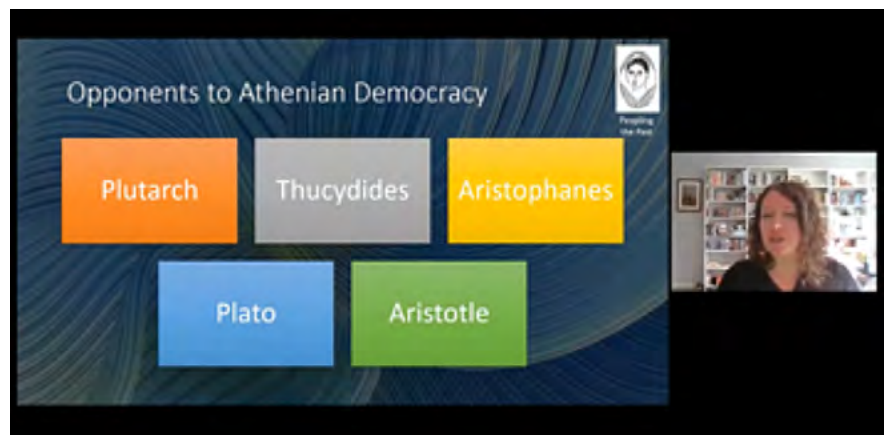 Opponents to Athenian Democracy
Peopling
the Past
Plutarch
Thucydides
Aristophanes
Plato
Aristotle